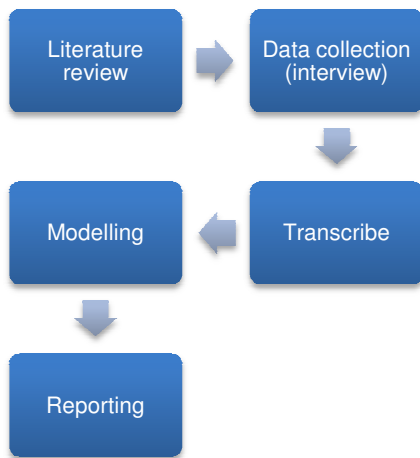 Literature
review
Data collection
(interview)
Transcribe
Modelling
Reporting